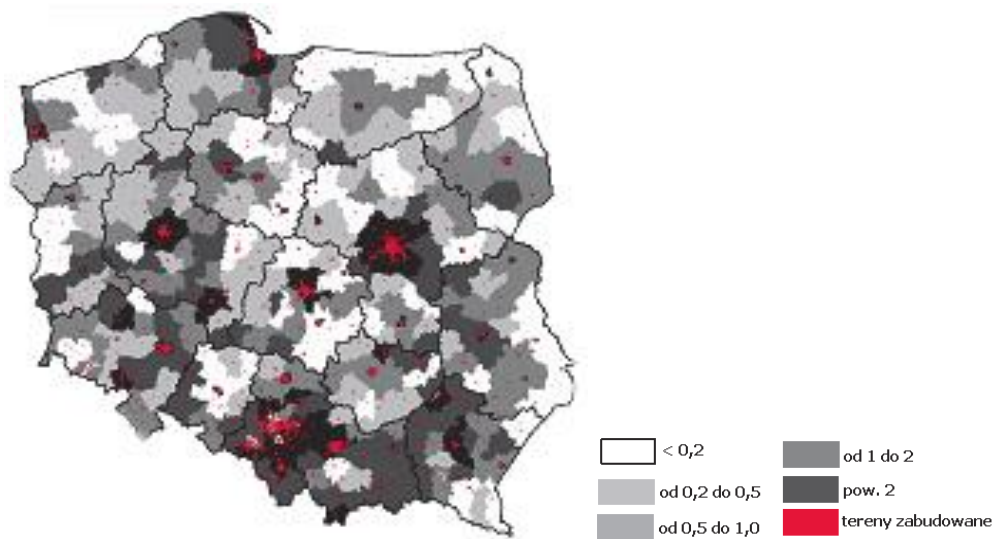 < 0,2
od 0,2 do 0,5
od 0,5 do 1,0
od 1 do 2
pow. 2
tereny zabudowane